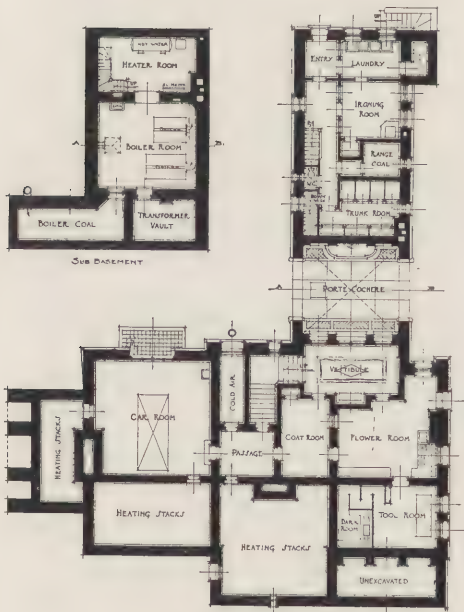 UP
HOT WATER
HEATER ROOM
BOILER ROOM
A
B
BOILER COAL
TRANSFORMER
VAULT
SUB BASEMENT
ENTRY
LAUNDRY
IRONING
ROOM
RANGE
COAL
W.C.
TRUNK ROOM
PORTE COCHERE
A
B
UP
VESTIBULE
CAR ROOM
COLD AIR
COAT ROOM
FLOWER ROOM
HEATING STACKS
PASSAGE
HEATING STACKS
HEATING STACKS
DARK
ROOM
TOOL ROOM
UNEXCAVATED